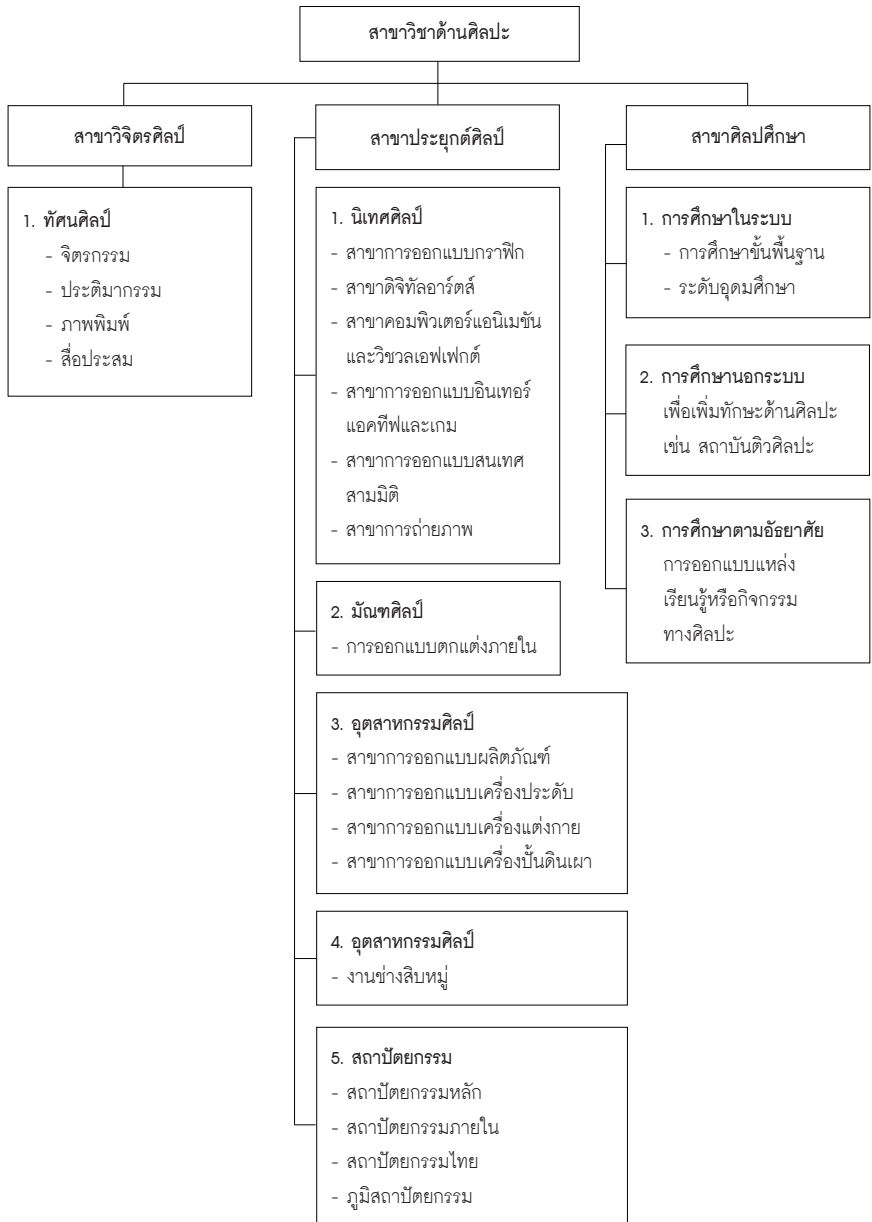 สาขาวิชาด้านศิลปะ
สาขาวิจิตรศิลป์
1. ทัศนศิลป์
- จิตรกรรม
- ประติมากรรม
- ภาพพิมพ์
- สื่อประสม
สาขาประยุกต์ศิลป์
1. นิเทศศิลป์
- สาขาการออกแบบกราฟิก
- สาขาดิจิทัลอาร์ตส์
- สาขาคอมพิวเตอร์แอนิเมชัน
และวิชวลเอฟเฟกต์
- สาขาการออกแบบอินเทอร์
แอคทีฟและเกม
- สาขาการออกแบบสนเทศ
สามมิติ
- สาขาการถ่ายภาพ
2. มัณฑศิลป์
- การออกแบบตกแต่งภายใน
3. อุตสาหกรรมศิลป์
- สาขาการออกแบบผลิตภัณฑ์
- สาขาการออกแบบเครื่องประดับ
- สาขาการออกแบบเครื่องแต่งกาย
- สาขาการออกแบบเครื่องปั้นดินเผา
4. อุตสาหกรรมศิลป์
- งานช่างสิบหมู่
5. สถาปัตยกรรม
- สถาปัตยกรรมหลัก
- สถาปัตยกรรมภายใน
- สถาปัตยกรรมไทย
- ภูมิสถาปัตยกรรม
สาขาศิลปศึกษา
1. การศึกษาในระบบ
- การศึกษาขั้นพื้นฐาน
- ระดับอุดมศึกษา
2. การศึกษานอกระบบ
เพื่อเพิ่มทักษะด้านศิลปะ
เช่น สถาบันติวศิลปะ
3. การศึกษาตามอัธยาศัย
การออกแบบแหล่ง
เรียนรู้หรือกิจกรรม
ทางศิลปะ